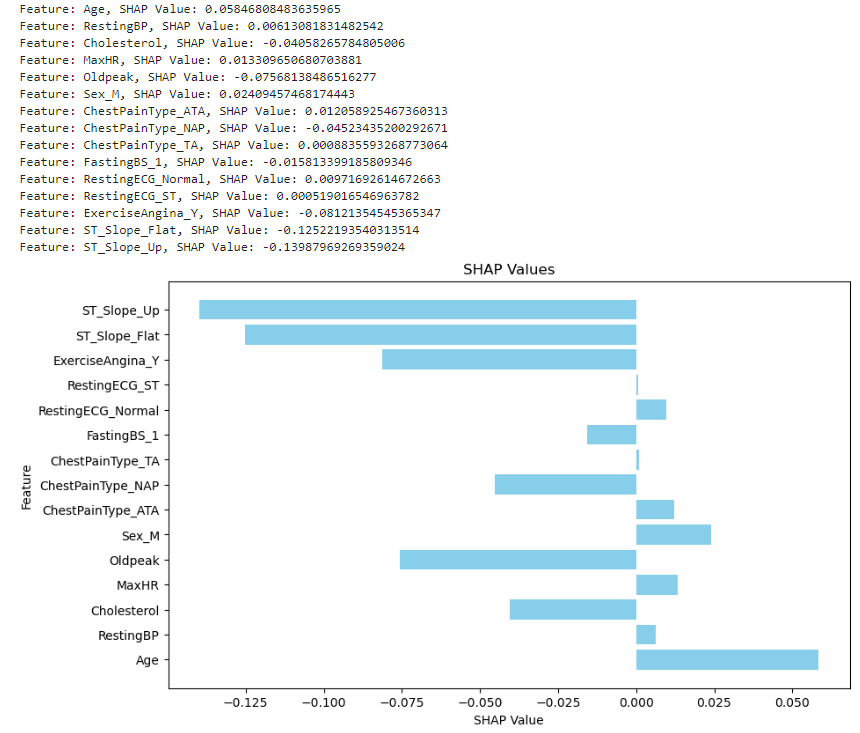 Feature: Age, SHAP Value: 0.05846808483635965
Feature: RestingBP, SHAP Value: 0.00613081831482542
Feature: Cholesterol, SHAP Value: -0.04058265784805006
Feature: MaxHR, SHAP Value: 0.013309650680703881
Feature: Oldpeak, SHAP Value: -0.07568138486516277
Feature: Sex_M, SHAP Value: 0.02409457468174443
Feature: ChestPainType_ATA, SHAP Value: 0.012058925467360313
Feature: ChestPainType_NAP, SHAP Value: -0.04523435200292671
Feature: ChestPainType_TA, SHAP Value: 0.0008835593268773064
Feature: FastingBS_1, SHAP Value: -0.015813399185809346
Feature: RestingECG_Normal, SHAP Value: 0.00971692614672663
Feature: RestingECG_ST, SHAP Value: 0.000519016546963782
Feature: ExerciseAngina_Y, SHAP Value: -0.08121354545365347
Feature: ST_Slope_Flat, SHAP Value: -0.12522193540313514
Feature: ST_Slope_Up, SHAP Value: -0.13987969269359024
SHAP Values
ST_Slope_Up
ST_Slope_Flat
ExerciseAngina_Y
RestingECG_ST
RestingECG_Normal
FastingBS_1
ChestPainType_TA
ChestPainType_NAP
ChestPainType_ATA
Sex_M
Oldpeak
MaxHR
Cholesterol
RestingBP
Age
Feature
−0.125 −0.100 −0.075 −0.050 −0.025 0.000 0.025 0.050
SHAP Value